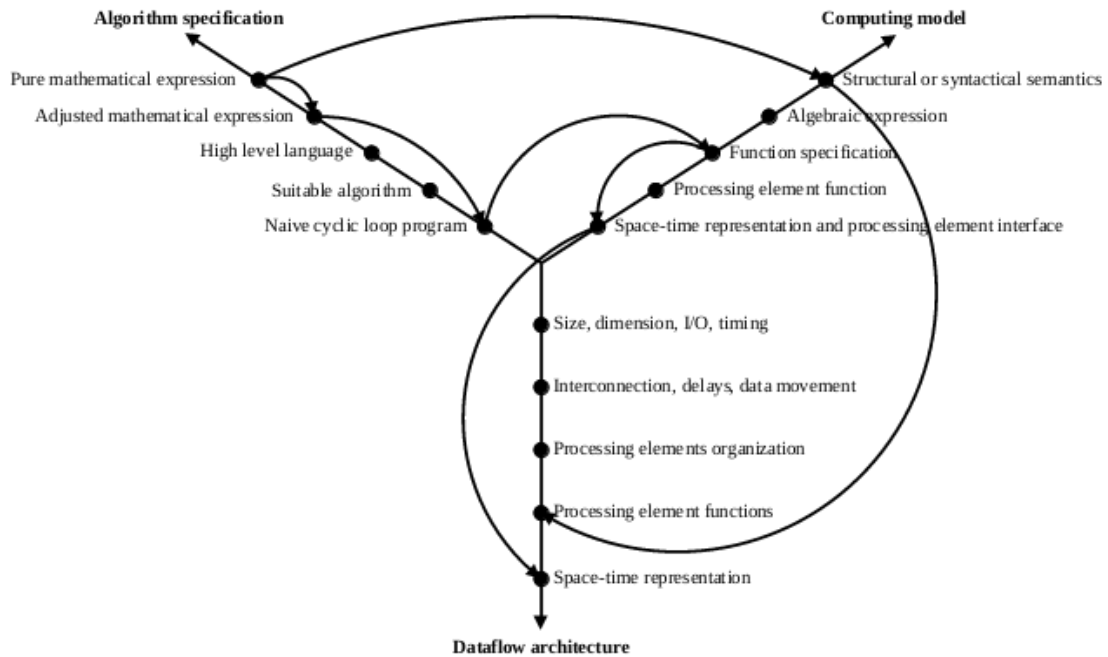 Algorithm specification
Computing model
Pure mathematical expression
Structural or syntactical semantics
Adjusted mathematical expression
Algebraic expression
High level language
Function specification
Suitable algorithm
Processing element function
Naive cyclic loop program
Space-time representation and processing element interface
Size, dimension, I/O, timing
Interconnection, delays, data movement
Processing elements organization
Processing element functions
Space-time representation
Dataflow architecture